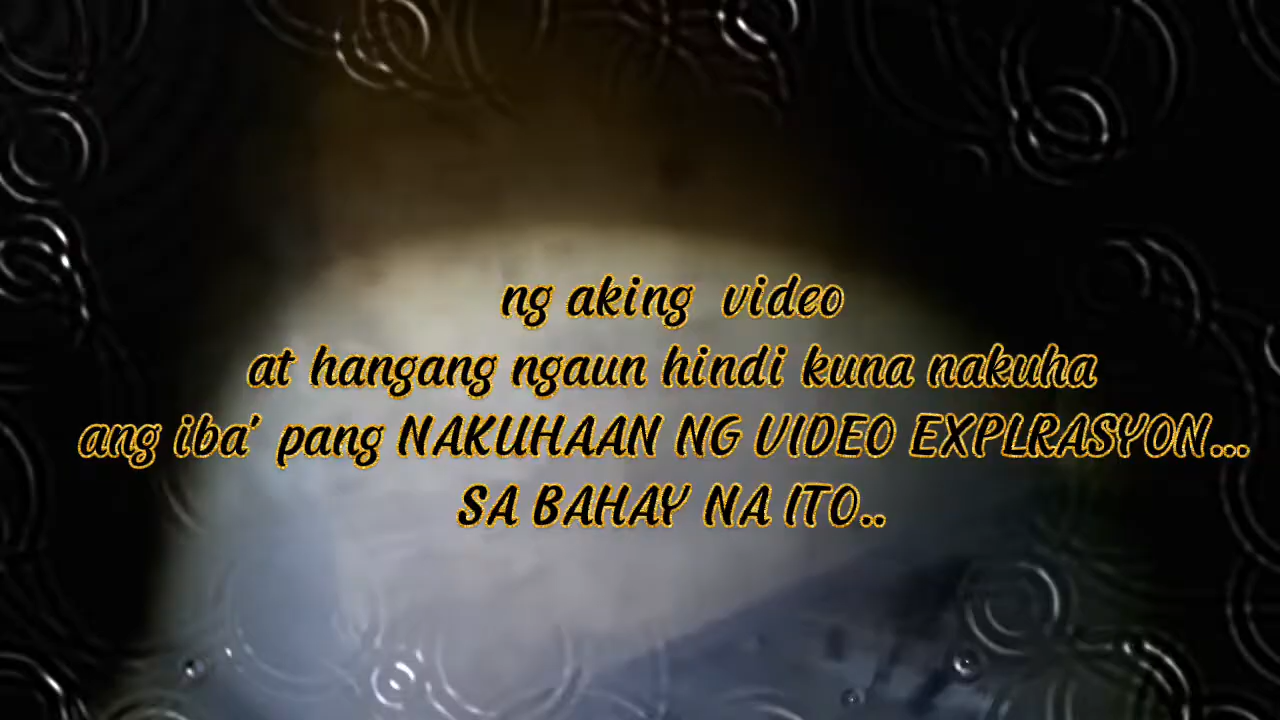 ng aking video
at hangang ngaun hindi kuna nakuha
ang iba' pang NAKUHAAN NG VIDEO EXPLRASYON...
SA BAHAY NA ITO..